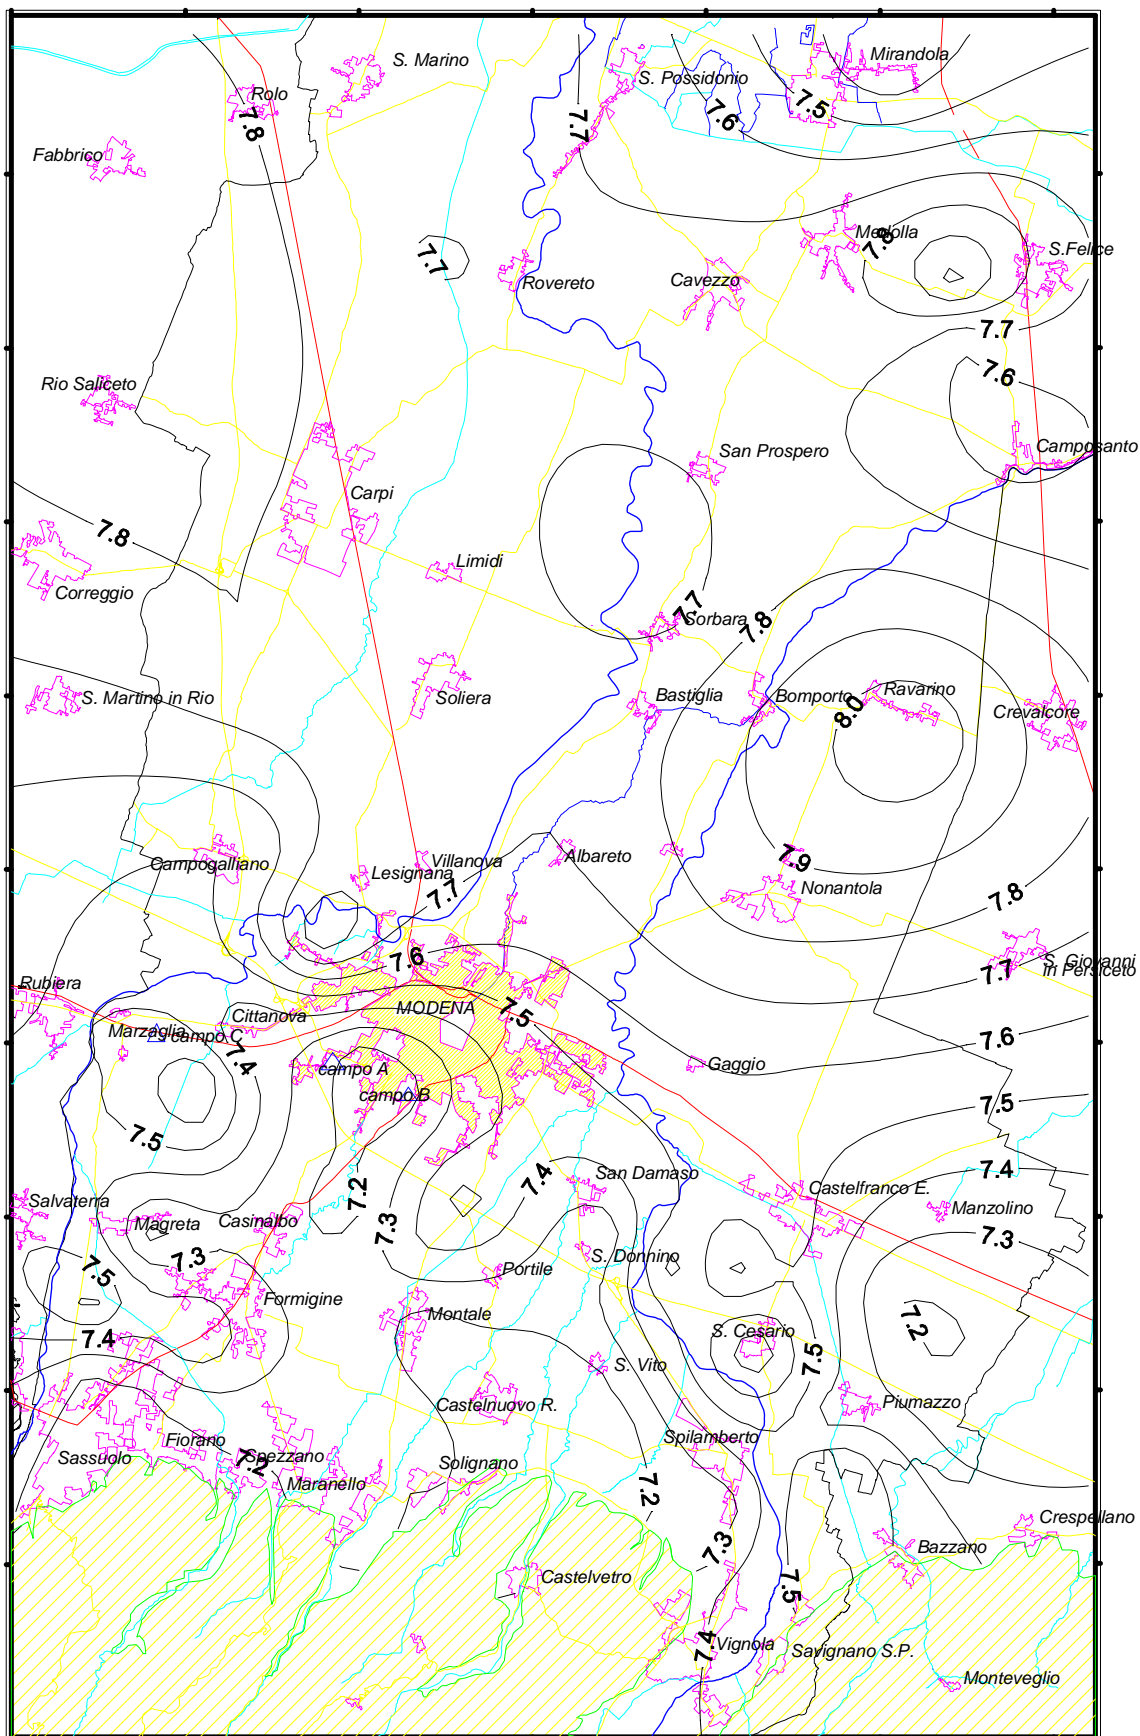 S. Marino
Mirandola
S. Possidonio
Rolo
7.8
7.7
7.6
7.5
Fabbrico
Medolla
7.8
S.Felice
7.7
Rovereto
Cavezzo
7.7
7.6
Rio Saliceto
Camposanto
San Prospero
Carpi
7.8
Limidi
Correggio
7.7
Sorbara
7.8
S. Martino in Rio
Soliera
Bastiglia
Bomporto
Ravarino
8.0
Crevalcore
Campogalliano
Villanova
Lesignana
Albareto
7.9
7.7
Nonantola
7.8
7.6
S. Giovanni
in Persiceto
7.7
Rubiera
MODENA
7.5
Cittanova
Marzaglia
campo C
7.4
7.6
Gaggio
campo A
campo B
7.5
7.5
7.4
7.4
San Damaso
Castelfranco E.
7.2
Salvaterra
Magreta
Casinalbo
7.3
Manzolino
7.3
7.3
S. Donnino
7.5
Portile
Formigine
Montale
7.4
S. Cesario
7.2
7.5
S. Vito
Castelnuovo R.
Piumazzo
Spilamberto
Fiorano
Sassuolo
Spezzano
7.2
Maranello
Solignano
7.2
Crespellano
7.3
Bazzano
Castelvetro
7.5
7.4
Vignola
Savignano S.P.
Monteveglio